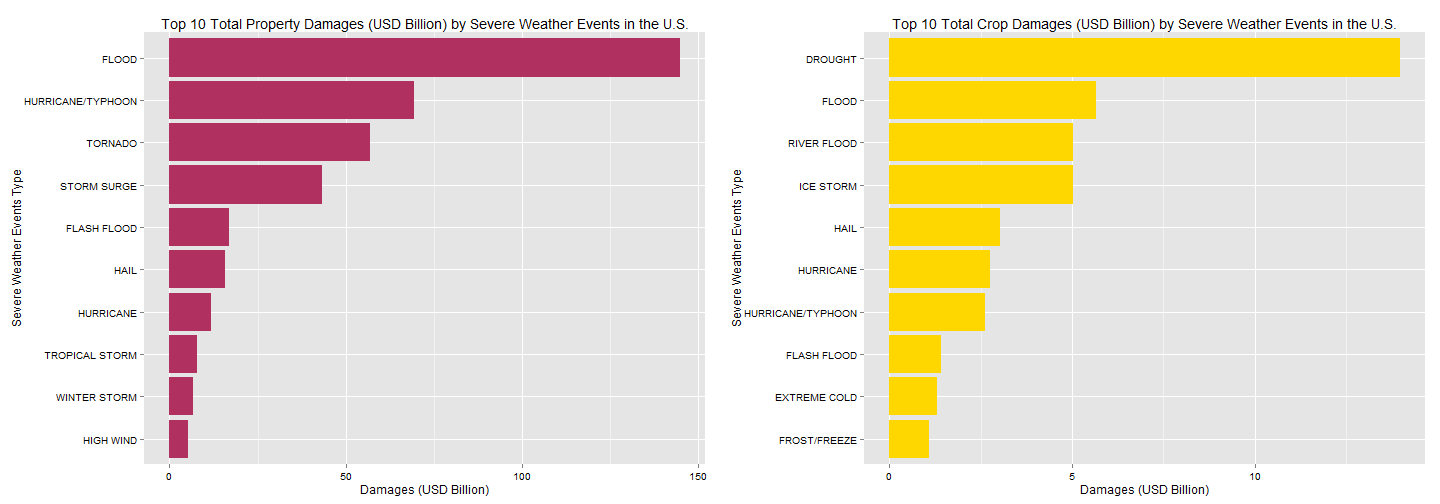 Top 10 Total Property Damages (USD Billion) by Severe Weather Events in the U.S.
Severe Weather Events Type
FLOOD
HURRICANE/TYPHOON
TORNADO
STORM SURGE
FLASH FLOOD
HAIL
HURRICANE
TROPICAL STORM
WINTER STORM
HIGH WIND
0 50 100 150
Damages (USD Billion)
Top 10 Total Crop Damages (USD Billion) by Severe Weather Events in the U.S.
Severe Weather Events Type
DROUGHT
FLOOD
RIVER FLOOD
ICE STORM
HAIL
HURRICANE
HURRICANE/TYPHOON
FLASH FLOOD
EXTREME COLD
FROST/FREEZE
0 5 10
Damages (USD Billion)